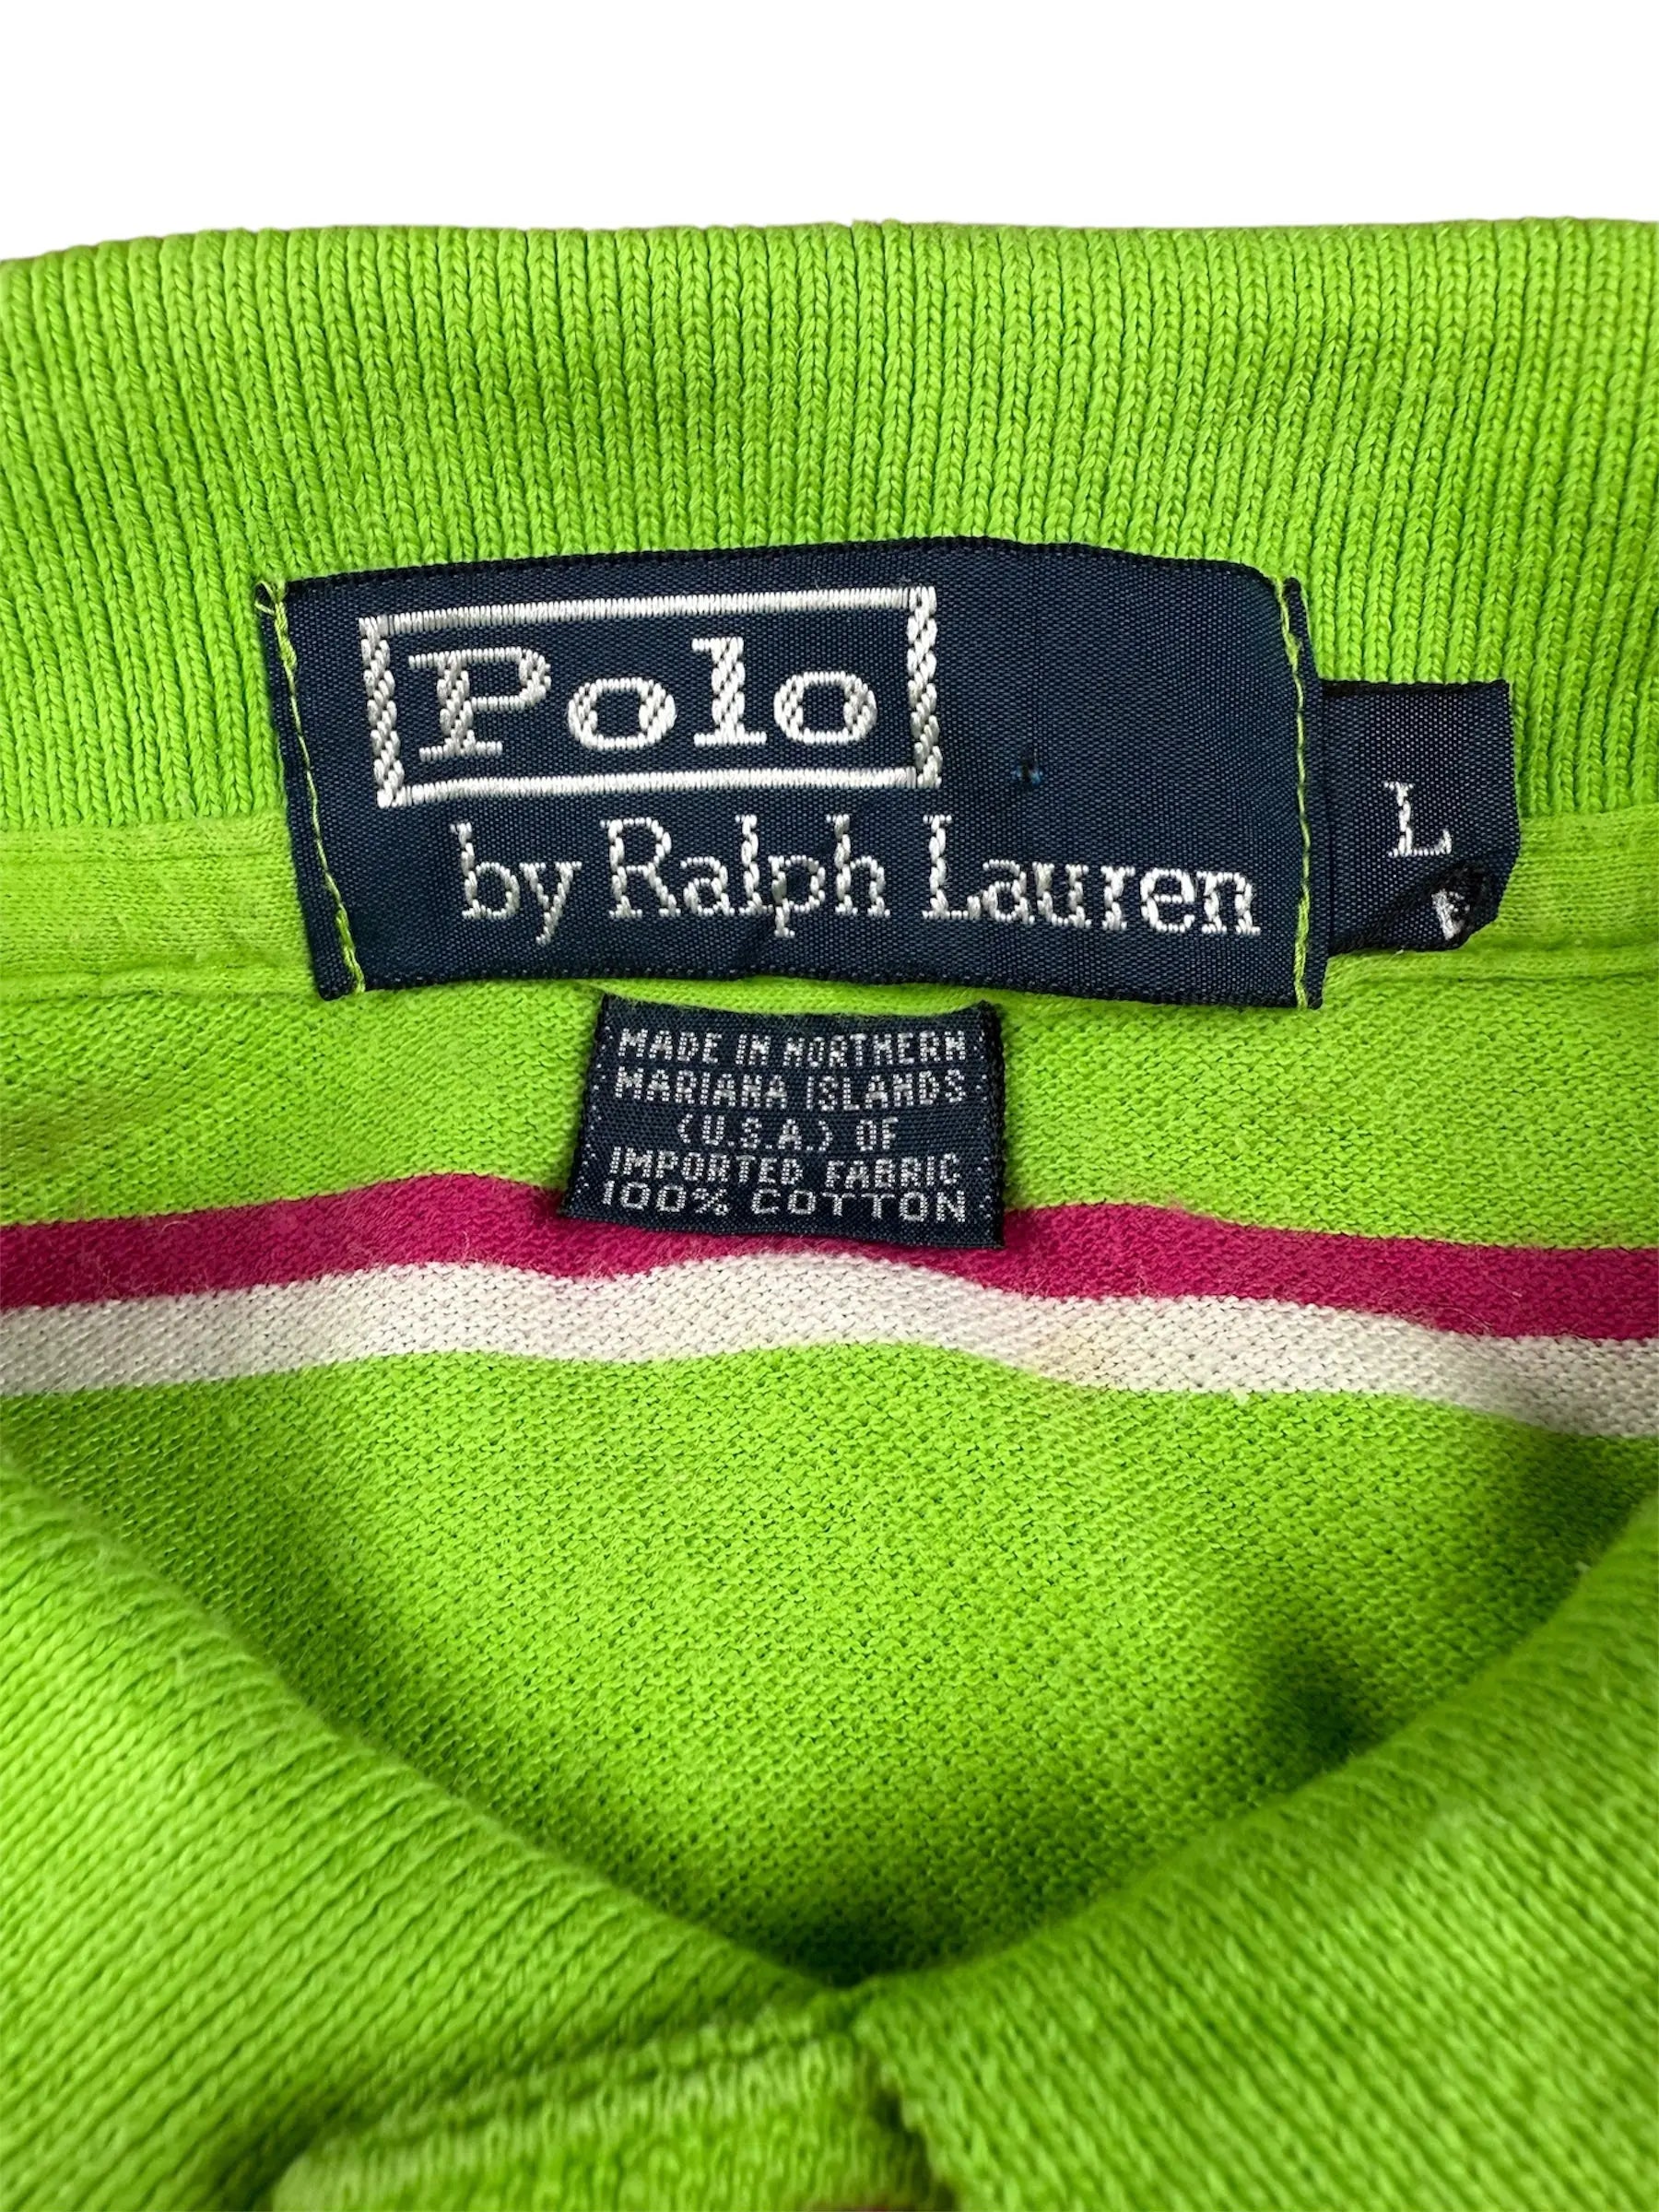 Polo
by Ralph Lauren
L
MADE IN NORTHERN
MARIANA ISLANDS
(U.S.A.) OF
IMPORTED FABRIC
100% COTTON